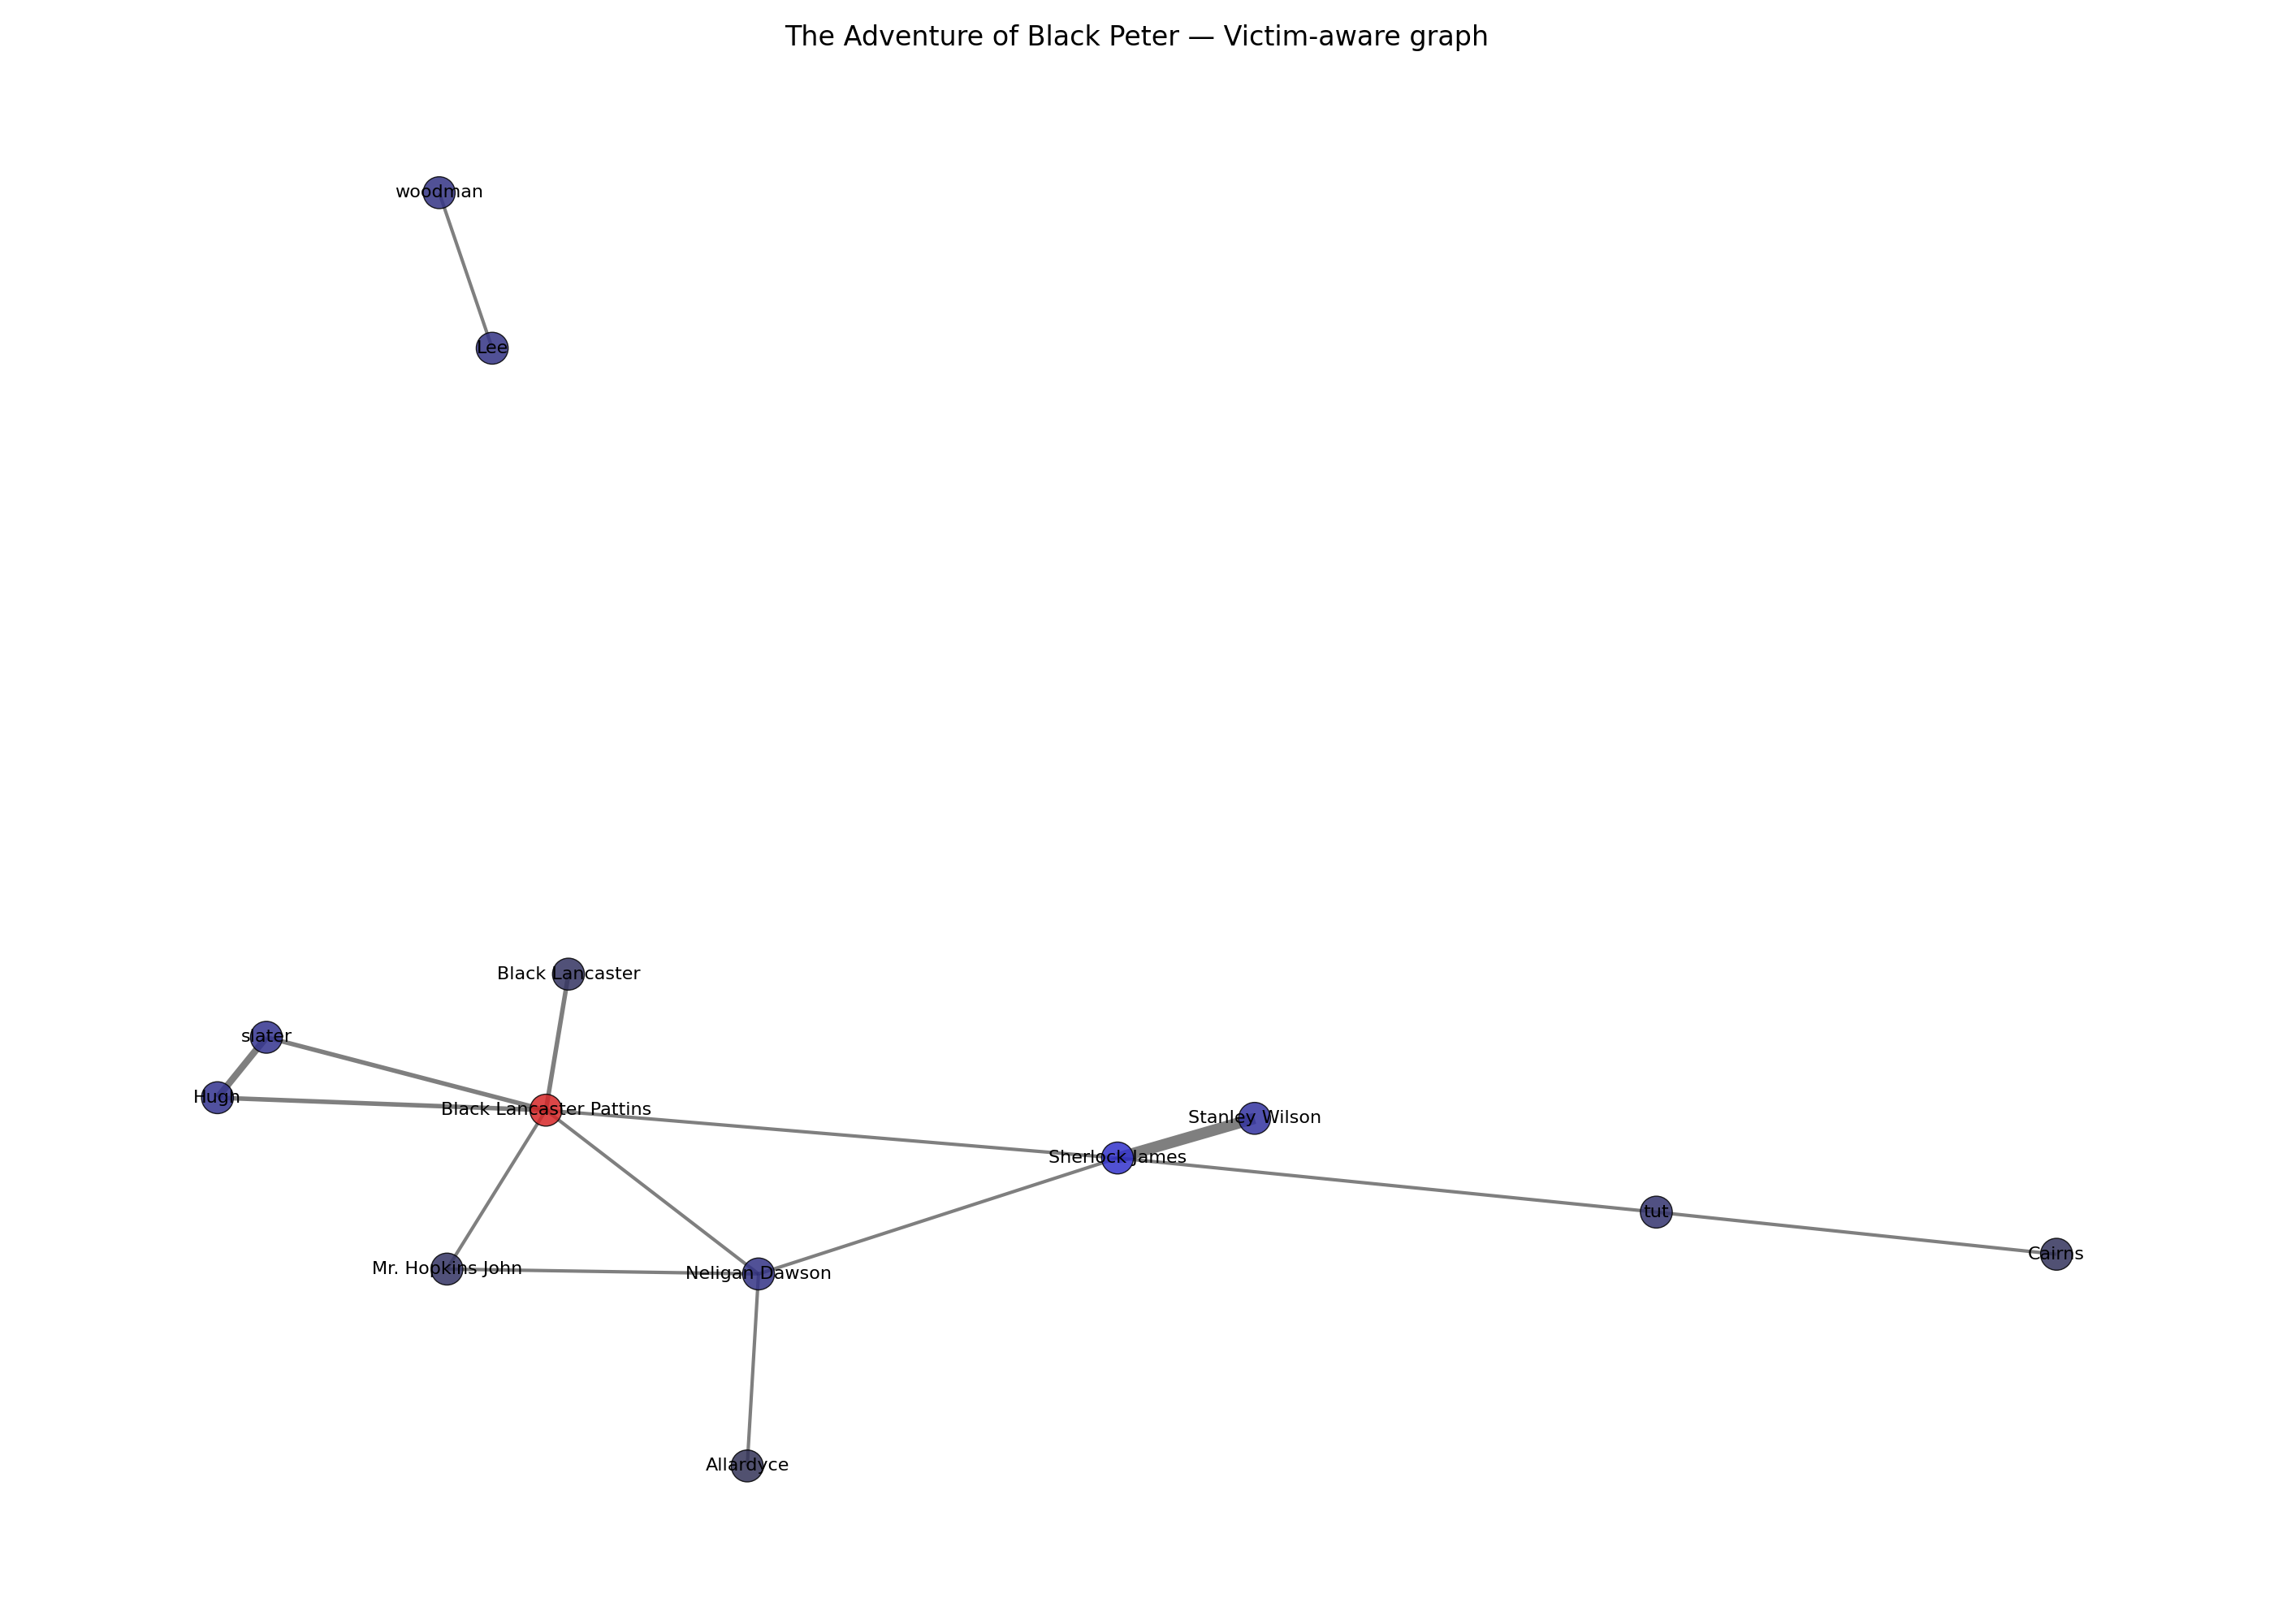 The Adventure of Black Peter — Victim-aware graph
woodman
Lee
Black Lancaster
slater
Hugh
Black Lancaster Pattins
Stanley Wilson
Sherlock James
tut
Cairns
Mr. Hopkins John
Neligan Dawson
Allardyce